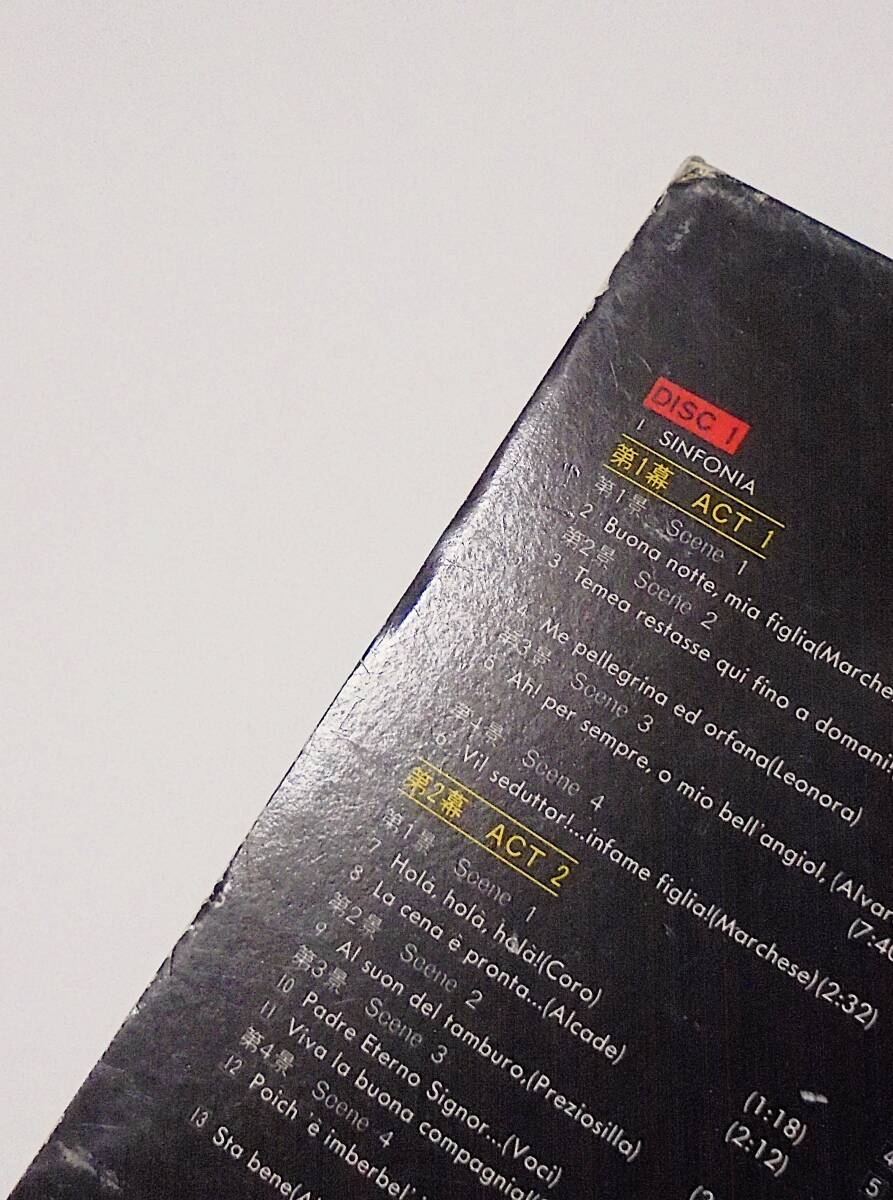 DISC 1
1 SINFONIA
第1幕 ACT 1
第1景 Scene 1
2 Buona notte, mia figlia(Marchese
第2景 Scene 2
3 Temea restasse qui fino a domani!
4 Me pellegrina ed orfana(Leonora)
第3景 Scene 3
Ah! per sempre, o mio bell'angiol, (Alvar
(7:40
第4景 Scene 4
6 Vil seduttor!...infame figlia!(Marchese)(2:32)
第2幕 ACT 2
第1景 Scene 1
7 Holà, holà, holà!(Coro)
8 La cena è pronta...(Alcade)
(1:18)
第2景 Scene 2
9 Al suon del tamburo,(Preziosilla)
(2:12)
第3景 Scene 3
10 Padre Eterno Signor...(Voci)
11 Viva la buona compagnia!
第4景 Scene 4
12 Poich 'è imberbe
13 Sta bene(